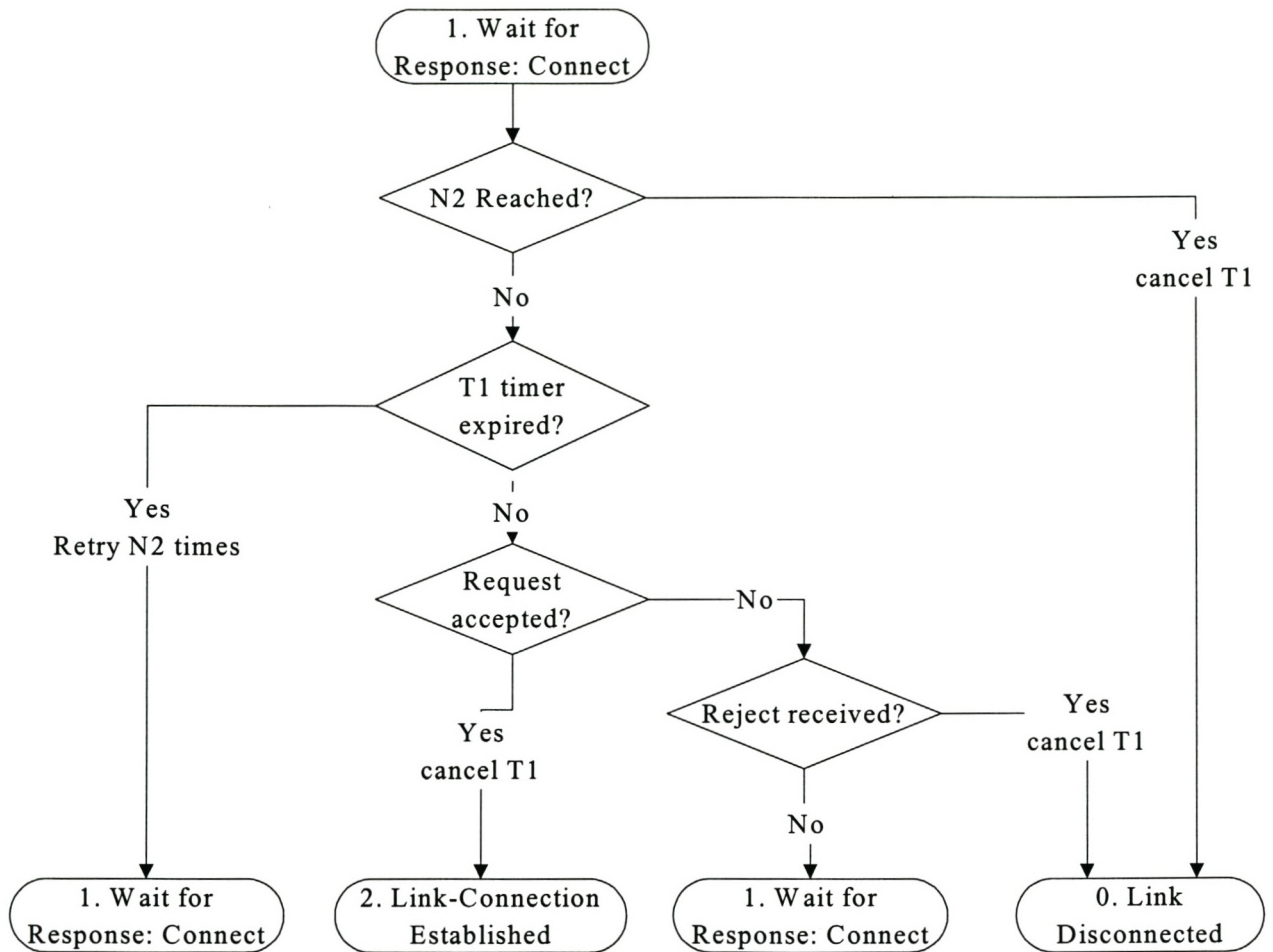 1. Wait for
Response: Connect
N2 Reached?
Yes
cancel T1
No
T1 timer
expired?
Yes
Retry N2 times
No
Request
accepted?
No
Reject received?
Yes
cancel T1
Yes
cancel T1
No
1. Wait for
Response: Connect
2. Link-Connection
Established
1. Wait for
Response: Connect
0. Link
Disconnected